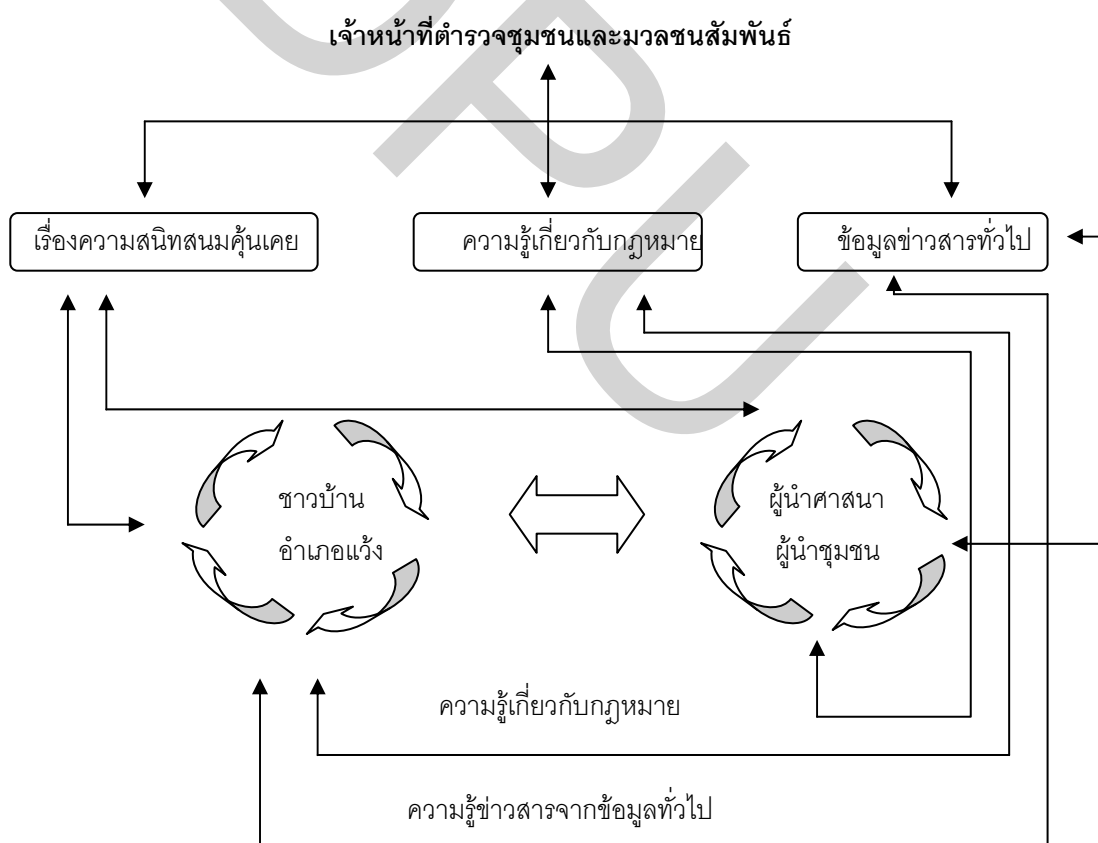 เจ้าหน้าที่ตำรวจชุมชนและมวลชนสัมพันธ์
เรื่องความสนิทสนมคุ้นเคย
ความรู้เกี่ยวกับกฎหมาย
ข้อมูลข่าวสารทั่วไป
ชาวบ้าน
อำเภอแว้ง
ผู้นำศาสนา
ผู้นำชุมชน
ความรู้เกี่ยวกับกฎหมาย
ความรู้ข่าวสารจากข้อมูลทั่วไป